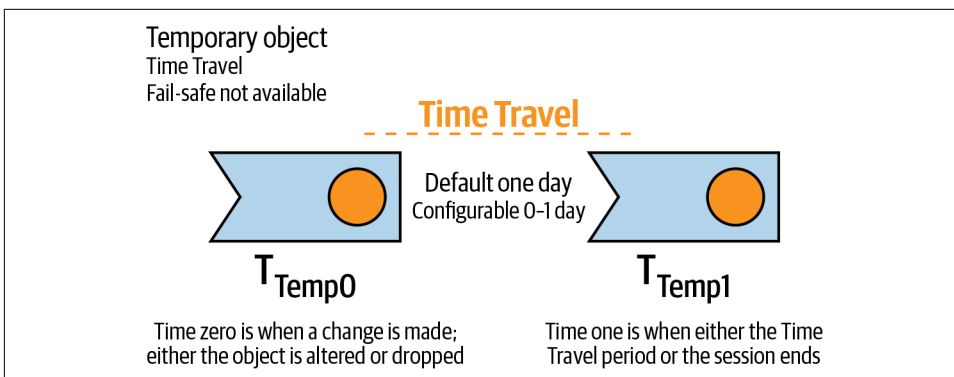 Temporary object
Time Travel
Fail-safe not available
Time Travel
Default one day
Configurable 0–1 day
TTemp0
TTemp1
Time zero is when a change is made;
either the object is altered or dropped
Time one is when either the Time
Travel period or the session ends